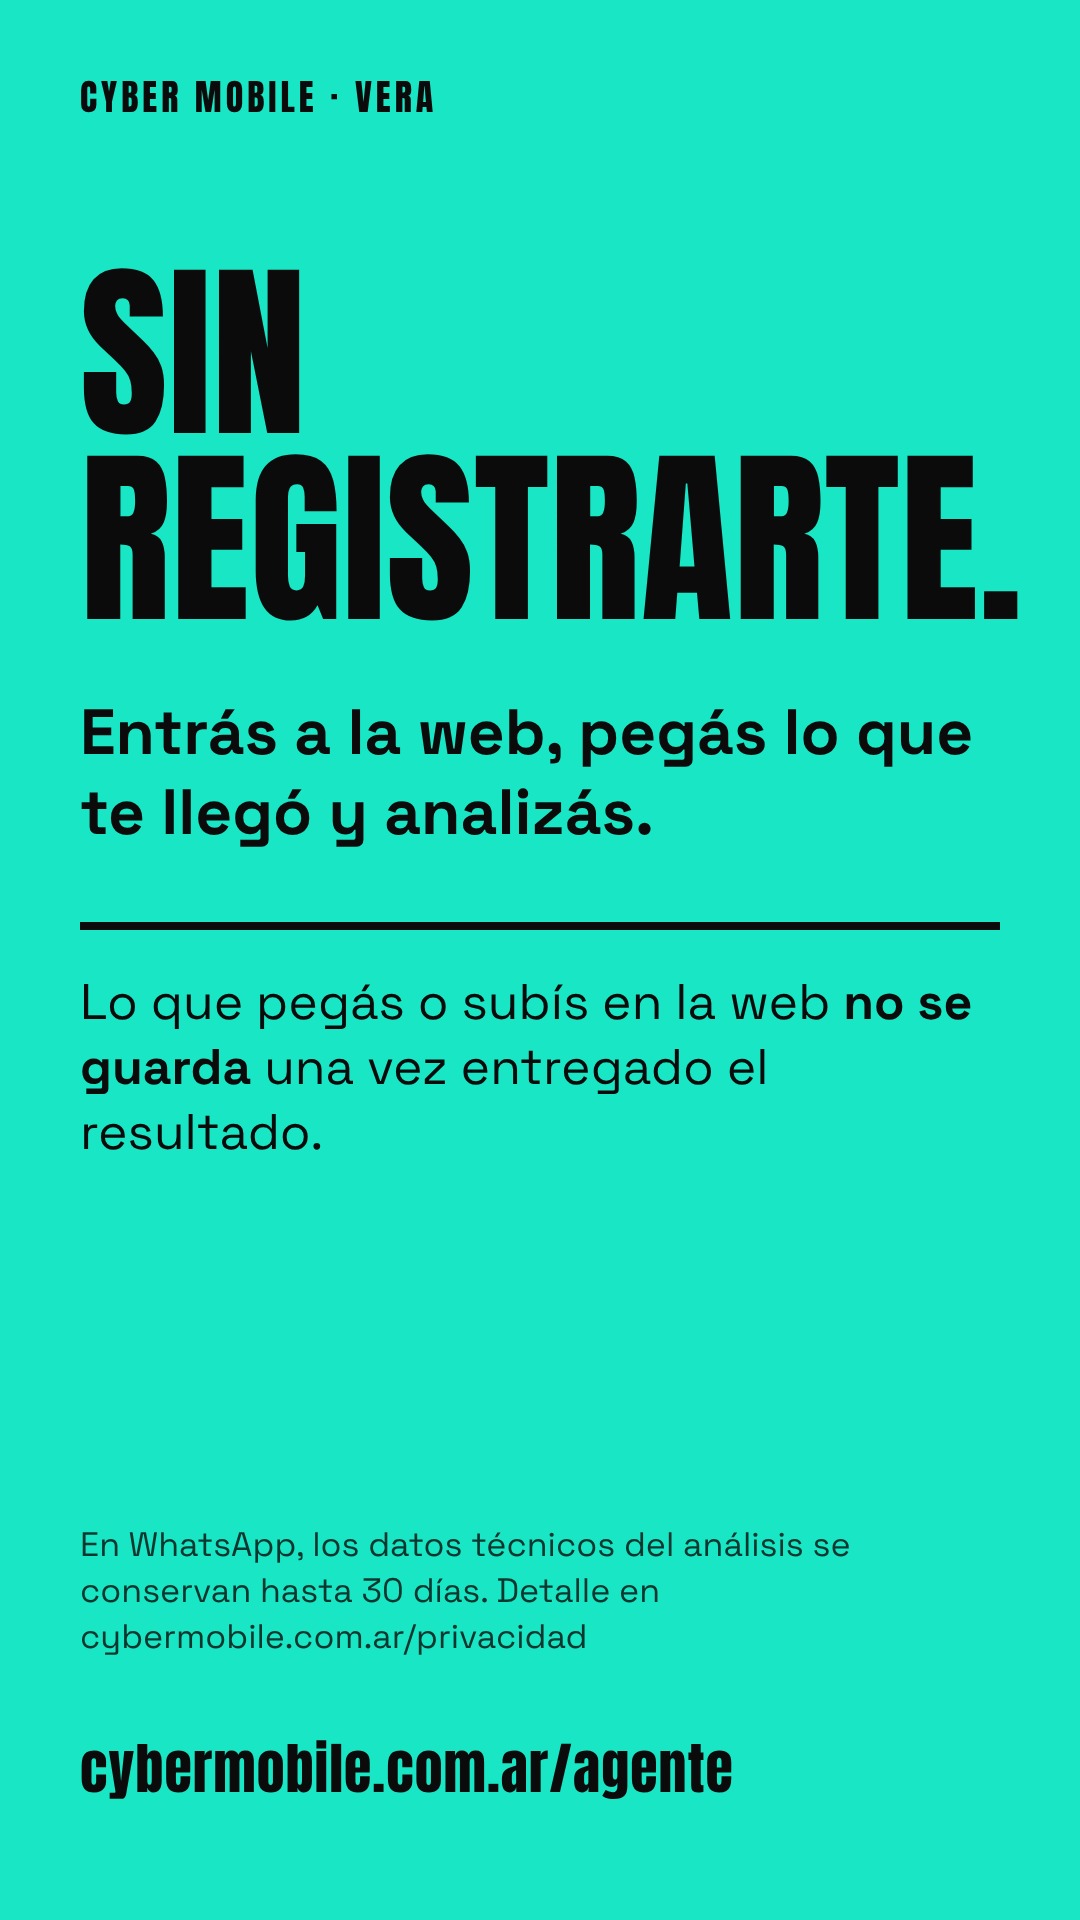 CYBER MOBILE · VERA
SIN
REGISTRARTE.
Entrás a la web, pegás lo que
te llegó y analizás.
Lo que pegás o subís en la web no se
guarda una vez entregado el
resultado.
En WhatsApp, los datos técnicos del análisis se
conservan hasta 30 días. Detalle en
cybermobile.com.ar/privacidad
cybermobile.com.ar/agente